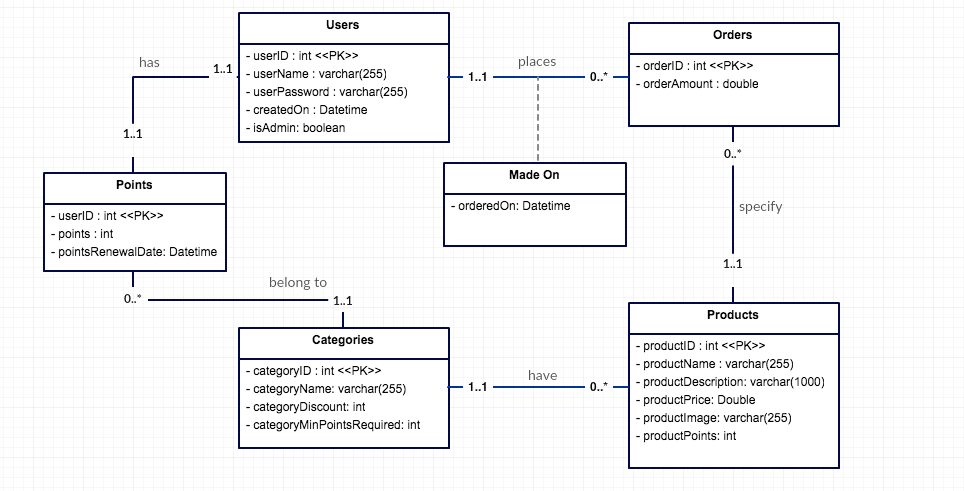 Users
- userID : int <<PK>>
- userName : varchar(255)
- userPassword : varchar(255)
- createdOn : Datetime
- isAdmin: boolean
has
1..1
1..1
1..1
places
0..*
Orders
- orderID : int <<PK>>
- orderAmount : double
Made On
- orderedOn: Datetime
0..*
specify
1..1
Points
- userID : int <<PK>>
- points : int
- pointsRenewalDate: Datetime
0..*
belong to
1..1
Categories
- categoryID : int <<PK>>
- categoryName: varchar(255)
- categoryDiscount: int
- categoryMinPointsRequired: int
1..1
have
0..*
Products
- productID : int <<PK>>
- productName : varchar(255)
- productDescription: varchar(1000)
- productPrice: Double
- productImage: varchar(255)
- productPoints: int